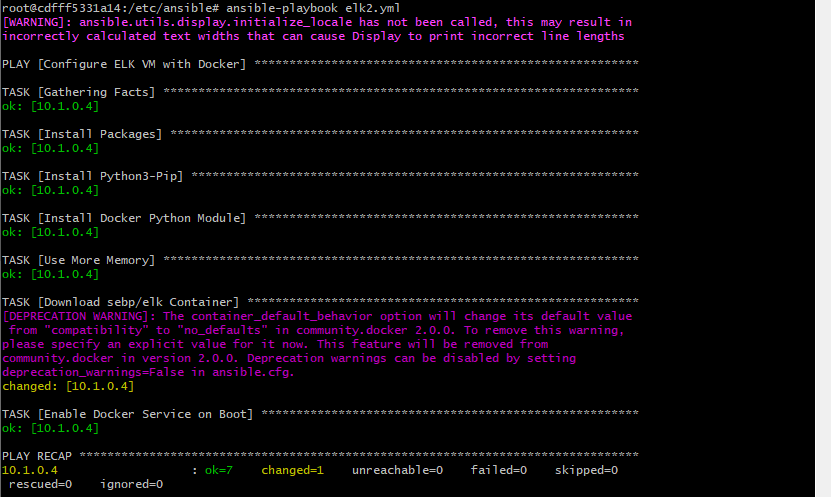 root@cdfff5331a14:/etc/ansible# ansible-playbook elk2.yml
[WARNING]: ansible.utils.display.initialize_locale has not been called, this may result in
incorrectly calculated text widths that can cause Display to print incorrect line lengths
PLAY [Configure ELK VM with Docker] *******************************************************
TASK [Gathering Facts] ********************************************************************
ok: [10.1.0.4]
TASK [Install Packages] *******************************************************************
ok: [10.1.0.4]
TASK [Install Python3-Pip] ****************************************************************
ok: [10.1.0.4]
TASK [Install Docker Python Module] *******************************************************
ok: [10.1.0.4]
TASK [Use More Memory] ********************************************************************
ok: [10.1.0.4]
TASK [Download sebp/elk Container] ********************************************************
[DEPRECATION WARNING]: The container_default_behavior option will change its default value
 from "compatibility" to "no_defaults" in community.docker 2.0.0. To remove this warning,
please specify an explicit value for it now. This feature will be removed from
community.docker in version 2.0.0. Deprecation warnings can be disabled by setting
deprecation_warnings=False in ansible.cfg.
changed: [10.1.0.4]
TASK [Enable Docker Service on Boot] ******************************************************
ok: [10.1.0.4]
PLAY RECAP ********************************************************************************
10.1.0.4                   : ok=7    changed=1    unreachable=0    failed=0    skipped=0
 rescued=0    ignored=0